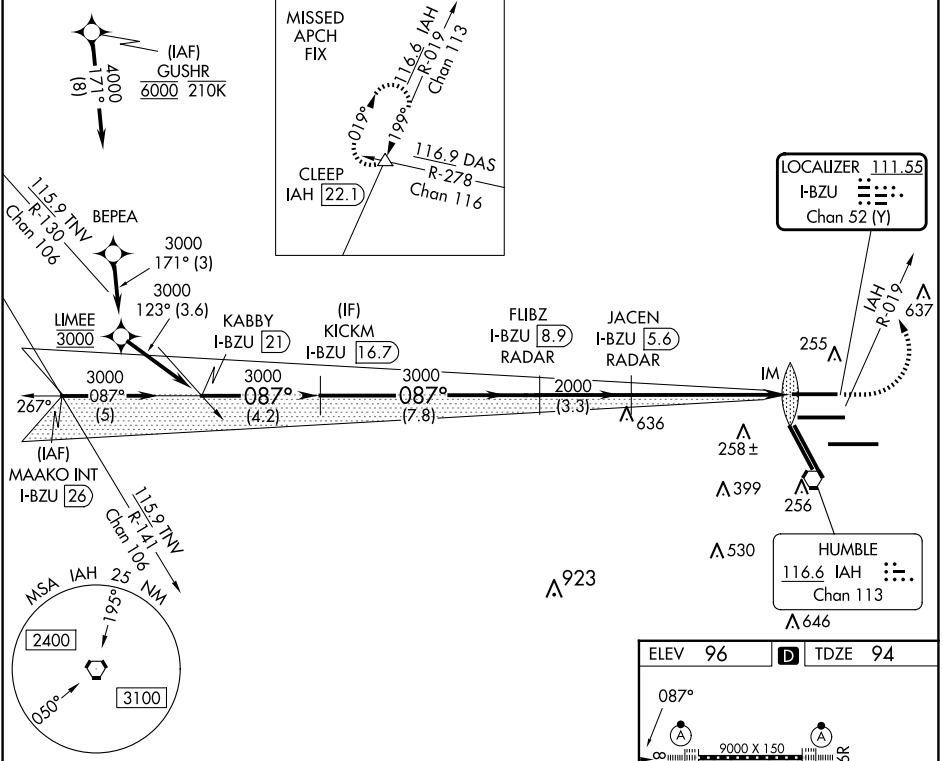 (IAF)
GUSHR
6000 210K
4000
171°
(8)
MISSED
APCH
FIX
116.6 IAH
R-019
Chan 113
019°
199°
CLEEP
IAH 22.1
116.9 DAS
R-278
Chan 116
LOCALIZER 111.55
I-BZU
Chan 52 (Y)
115.9 TNV
R-130
Chan 106
BEPEA
3000
171° (3)
3000
123° (3.6)
LIMEE
3000
KABBY
I-BZU 21
(IF)
KICKM
I-BZU 16.7
FLIBZ
I-BZU 8.9
RADAR
JACEN
I-BZU 5.6
RADAR
IAH
R-019
637
255
IM
267°
3000
087°
(5)
3000
087°
(4.2)
3000
087°
(7.8)
2000
(3.3)
636
258 ±
399
256
530
923
646
(IAF)
MAAKO INT
I-BZU 26
115.9 TNV
R-141
Chan 106
HUMBLE
116.6 IAH
Chan 113
MSA IAH 25 NM
195°
2400
050°
3100
ELEV 96 D TDZE 94
087°
A
A
9000 X 150